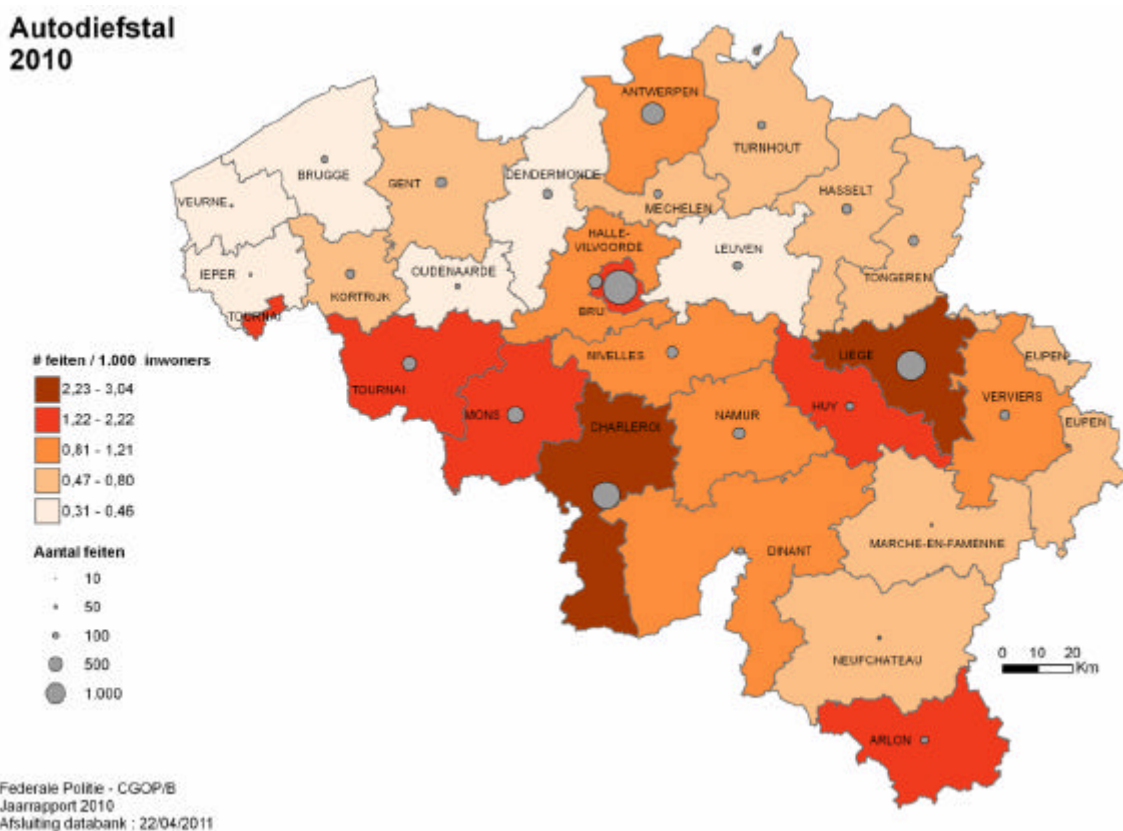 Autodiefstal
2010
ANTWERPEN
TURNHOUT
BRUGGE
GENT
DENDERMONDE
HASSELT
VEURNE
MECHELEN
HALLE-
VILVOORDE
LEUVEN
IEPER
OUDENAARDE
TONGEREN
KORTRIJK
BRU
TOURNAI
NIVELLES
LIEGE
EUPEN
# feiten / 1.000 inwoners
2,23 - 3,04
1,22 - 2,22
0,81 - 1,21
0,47 - 0,80
0,31 - 0,46
TOURNAI
MONS
CHARLEROI
NAMUR
HUY
VERVIERS
EUPEN
Aantal feiten
10
50
100
500
1.000
DINANT
MARCHE-EN-FAMENNE
NEUFCHATEAU
0 10 20
Km
ARLON
Federale Politie - CGOP/B
Jaarrapport 2010
Afsluiting databank : 22/04/2011